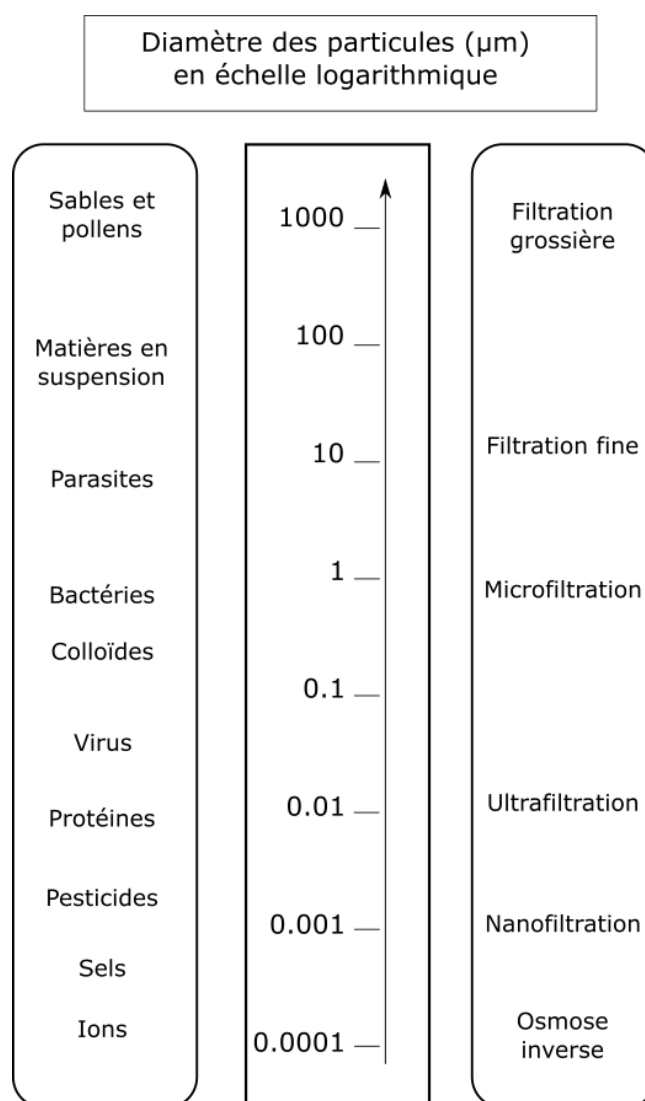 Diamètre des particules (µm)
en échelle logarithmique
Sables et
pollens
Matières en
suspension
Parasites
Bactéries
Colloïdes
Virus
Protéines
Pesticides
Sels
Ions
1000
100
10
1
0.1
0.01
0.001
0.0001
Filtration
grossière
Filtration fine
Microfiltration
Ultrafiltration
Nanofiltration
Osmose
inverse